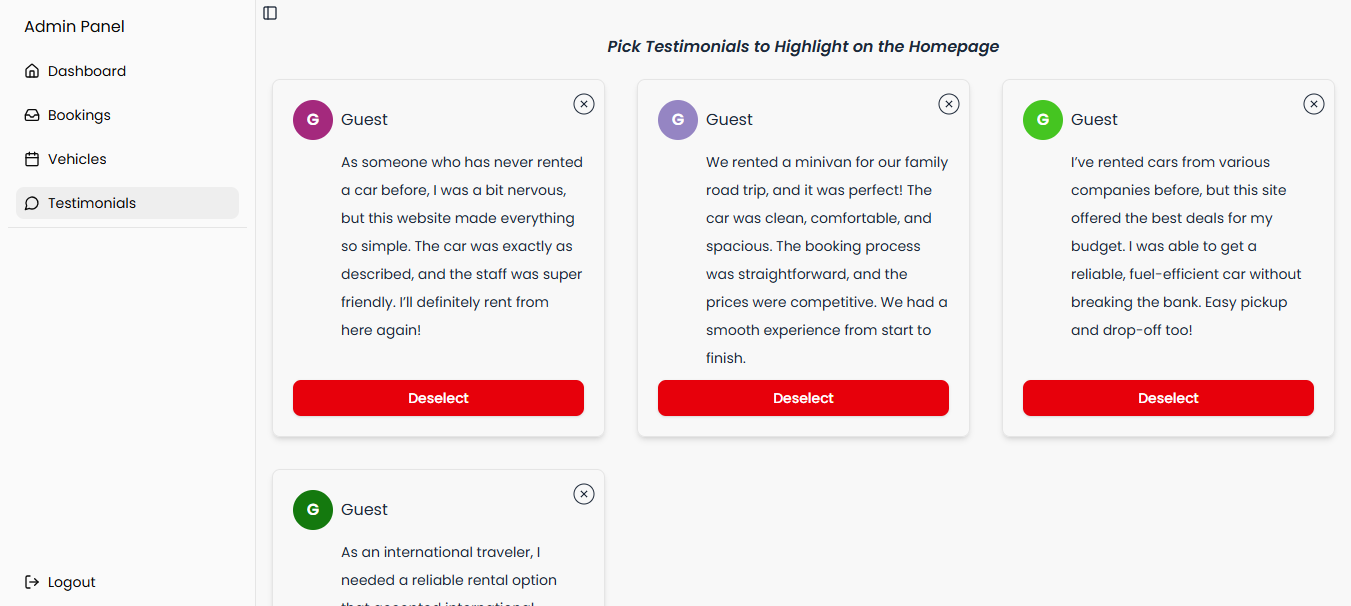 Admin Panel
Dashboard
Bookings
Vehicles
Testimonials
Logout
Pick Testimonials to Highlight on the Homepage
G
Guest
As someone who has never rented
a car before, I was a bit nervous,
but this website made everything
so simple. The car was exactly as
described, and the staff was super
friendly. I’ll definitely rent from
here again!
Deselect
G
Guest
We rented a minivan for our family
road trip, and it was perfect! The
car was clean, comfortable, and
spacious. The booking process
was straightforward, and the
prices were competitive. We had a
smooth experience from start to
finish.
Deselect
G
Guest
I’ve rented cars from various
companies before, but this site
offered the best deals for my
budget. I was able to get a
reliable, fuel-efficient car without
breaking the bank. Easy pickup
and drop-off too!
Deselect
G
Guest
As an international traveler, I
needed a reliable rental option
that accepted international